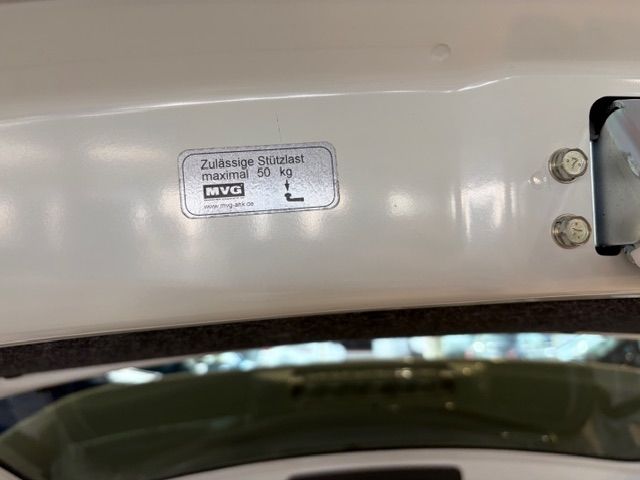 Zulässige Stützlast
maximal 50 kg
MVG
www.mvg-ahk.de